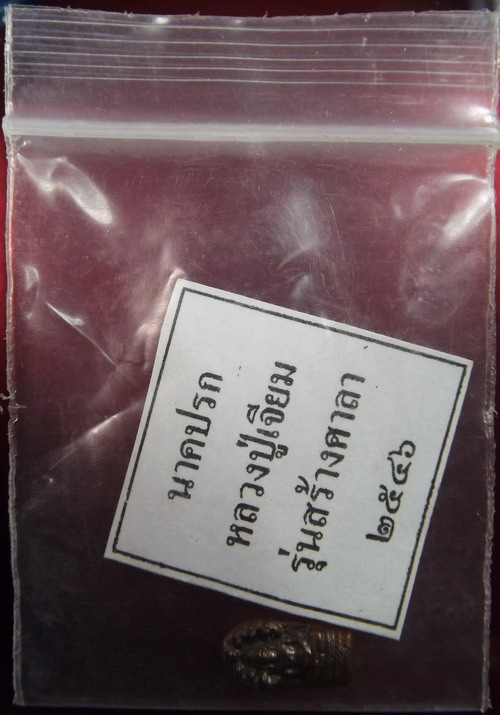 นาคปรก
หลวงปู่เจียม
รุ่นสร้างศาลา
๒๕๔๖